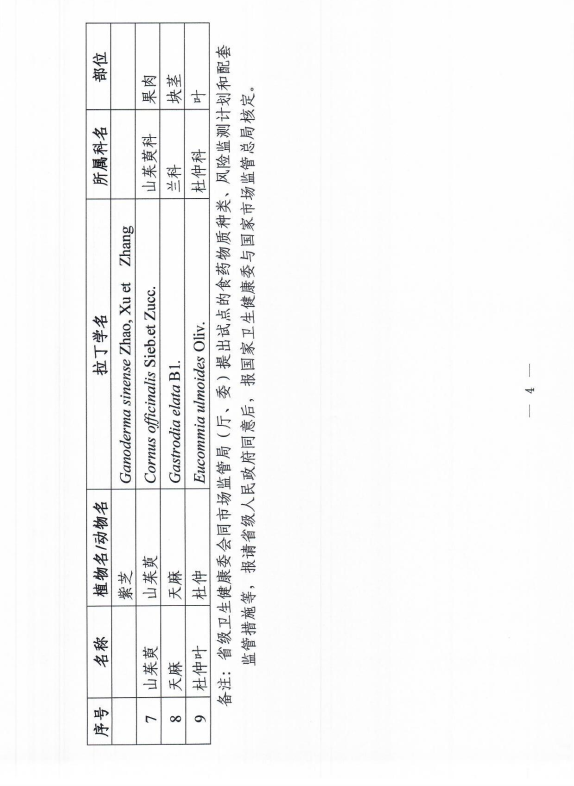 序号 名称 植物名/动物名 拉丁学名 所属科名 部位
紫芝 Ganoderma sinense Zhao, Xu et Zhang
7 山茱萸 山茱萸 Cornus officinalis Sieb.et Zucc. 山茱萸科 果肉
8 天麻 天麻 Gastrodia elata B1. 兰科 块茎
9 杜仲叶 杜仲 Eucommia ulmoides Oliv. 杜仲科 叶
备注：省级卫生健康委会同市场监管局（厅、委）提出试点的食药物质种类、风险监测计划和配套
监管措施等，报请省级人民政府同意后，报国家卫生健康委与国家市场监管总局核定。
— 4 —